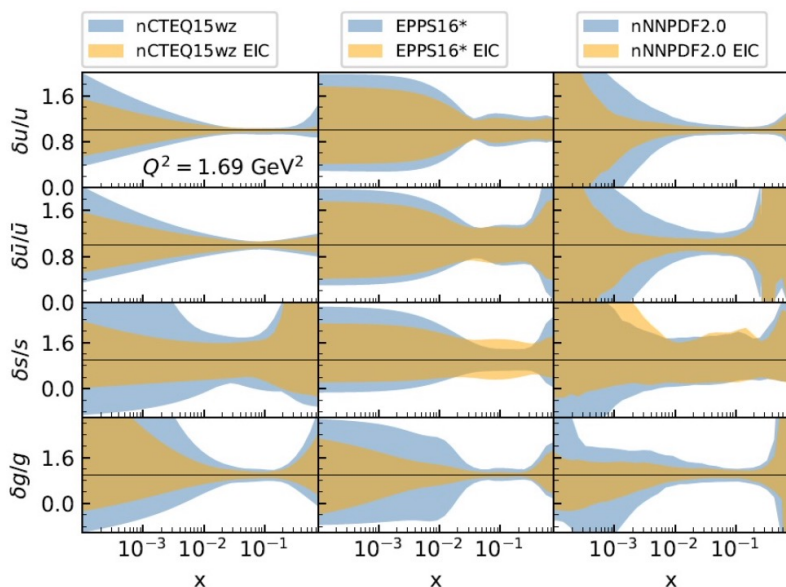 nCTEQ15wz
nCTEQ15wz EIC
EPPS16*
EPPS16* EIC
nNNPDF2.0
nNNPDF2.0 EIC
δu/u
1.6
0.8
0.0
Q² = 1.69 GeV²
δū/ū
1.6
0.8
0.0
δs/s
1.6
0.0
δg/g
1.6
0.0
10⁻³ 10⁻² 10⁻¹ 10⁻³ 10⁻² 10⁻¹ 10⁻³ 10⁻² 10⁻¹
x x x